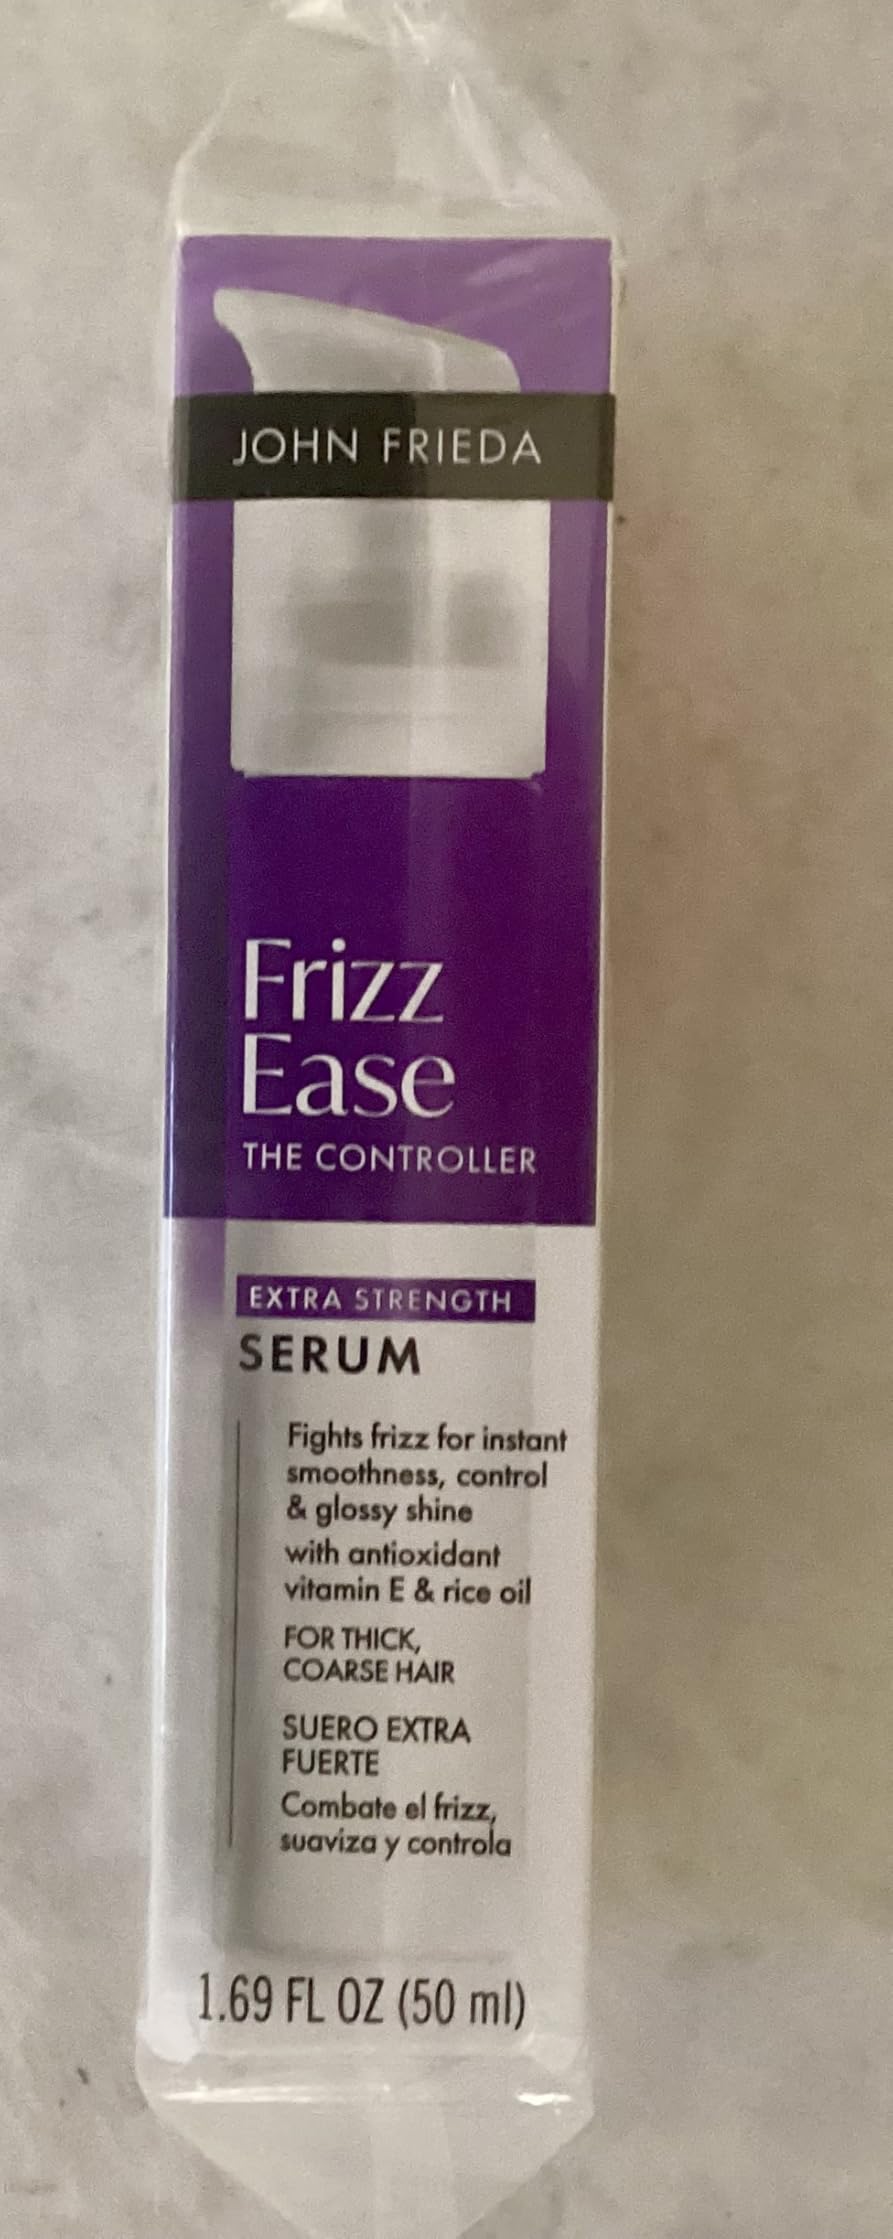 JOHN FRIEDA
Frizz
Ease
THE CONTROLLER
EXTRA STRENGTH
SERUM
Fights frizz for instant
smoothness, control
& glossy shine
with antioxidant
vitamin E & rice oil
FOR THICK,
COARSE HAIR
SUERO EXTRA
FUERTE
Combate el frizz,
suaviza y controla
1.69 FL OZ (50 ml)